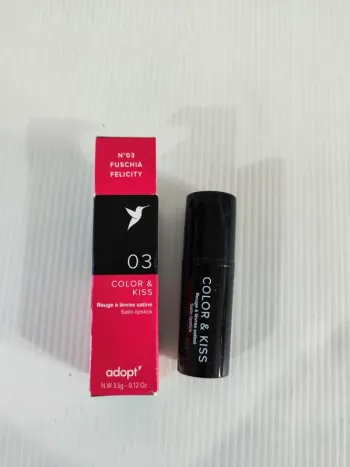 N°03
FUSCHIA
FELICITY
03
COLOR &
KISS
Rouge à lèvres satiné
Satin lipstick
adopt'
N.W 3.5g - 0.12 Oz
COLOR & KISS
Rouge à lèvres satiné
Satin lipstick